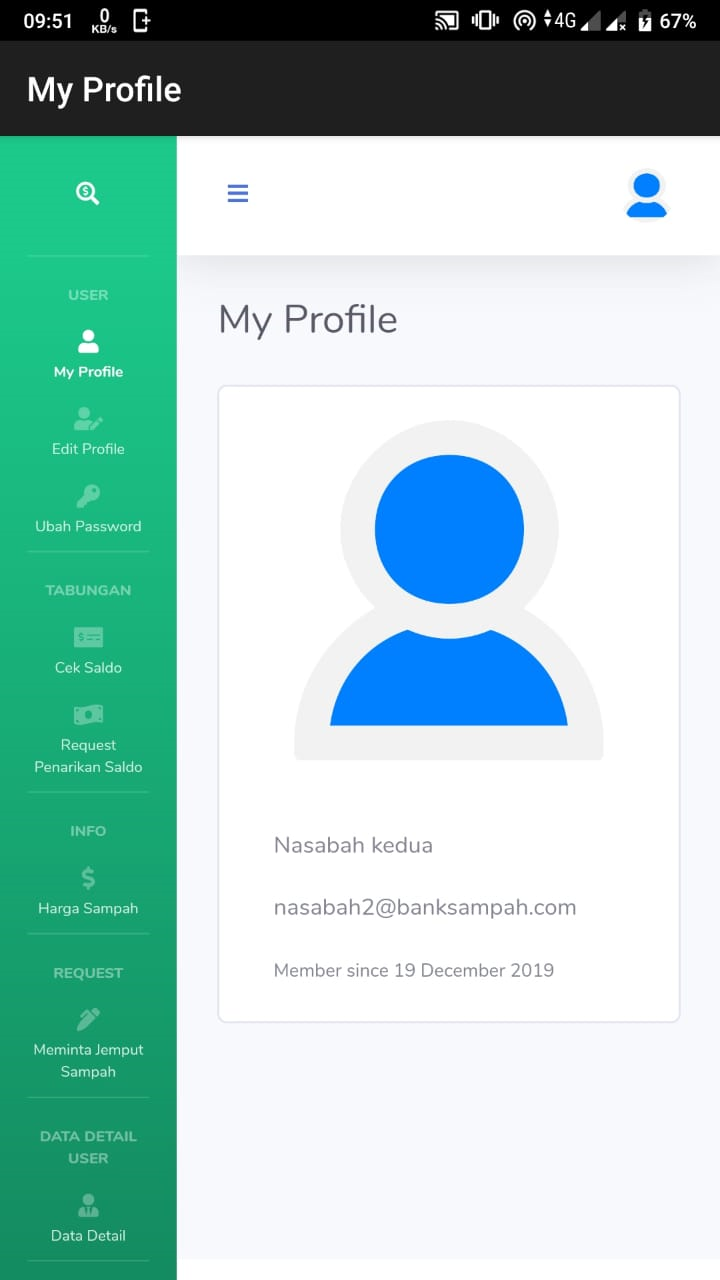 09:51 0 KB/s 4G 67%
My Profile
USER
My Profile
Edit Profile
Ubah Password
TABUNGAN
Cek Saldo
Request
Penarikan Saldo
INFO
Harga Sampah
REQUEST
Meminta Jemput
Sampah
DATA DETAIL
USER
Data Detail
My Profile
Nasabah kedua
nasabah2@banksampah.com
Member since 19 December 2019